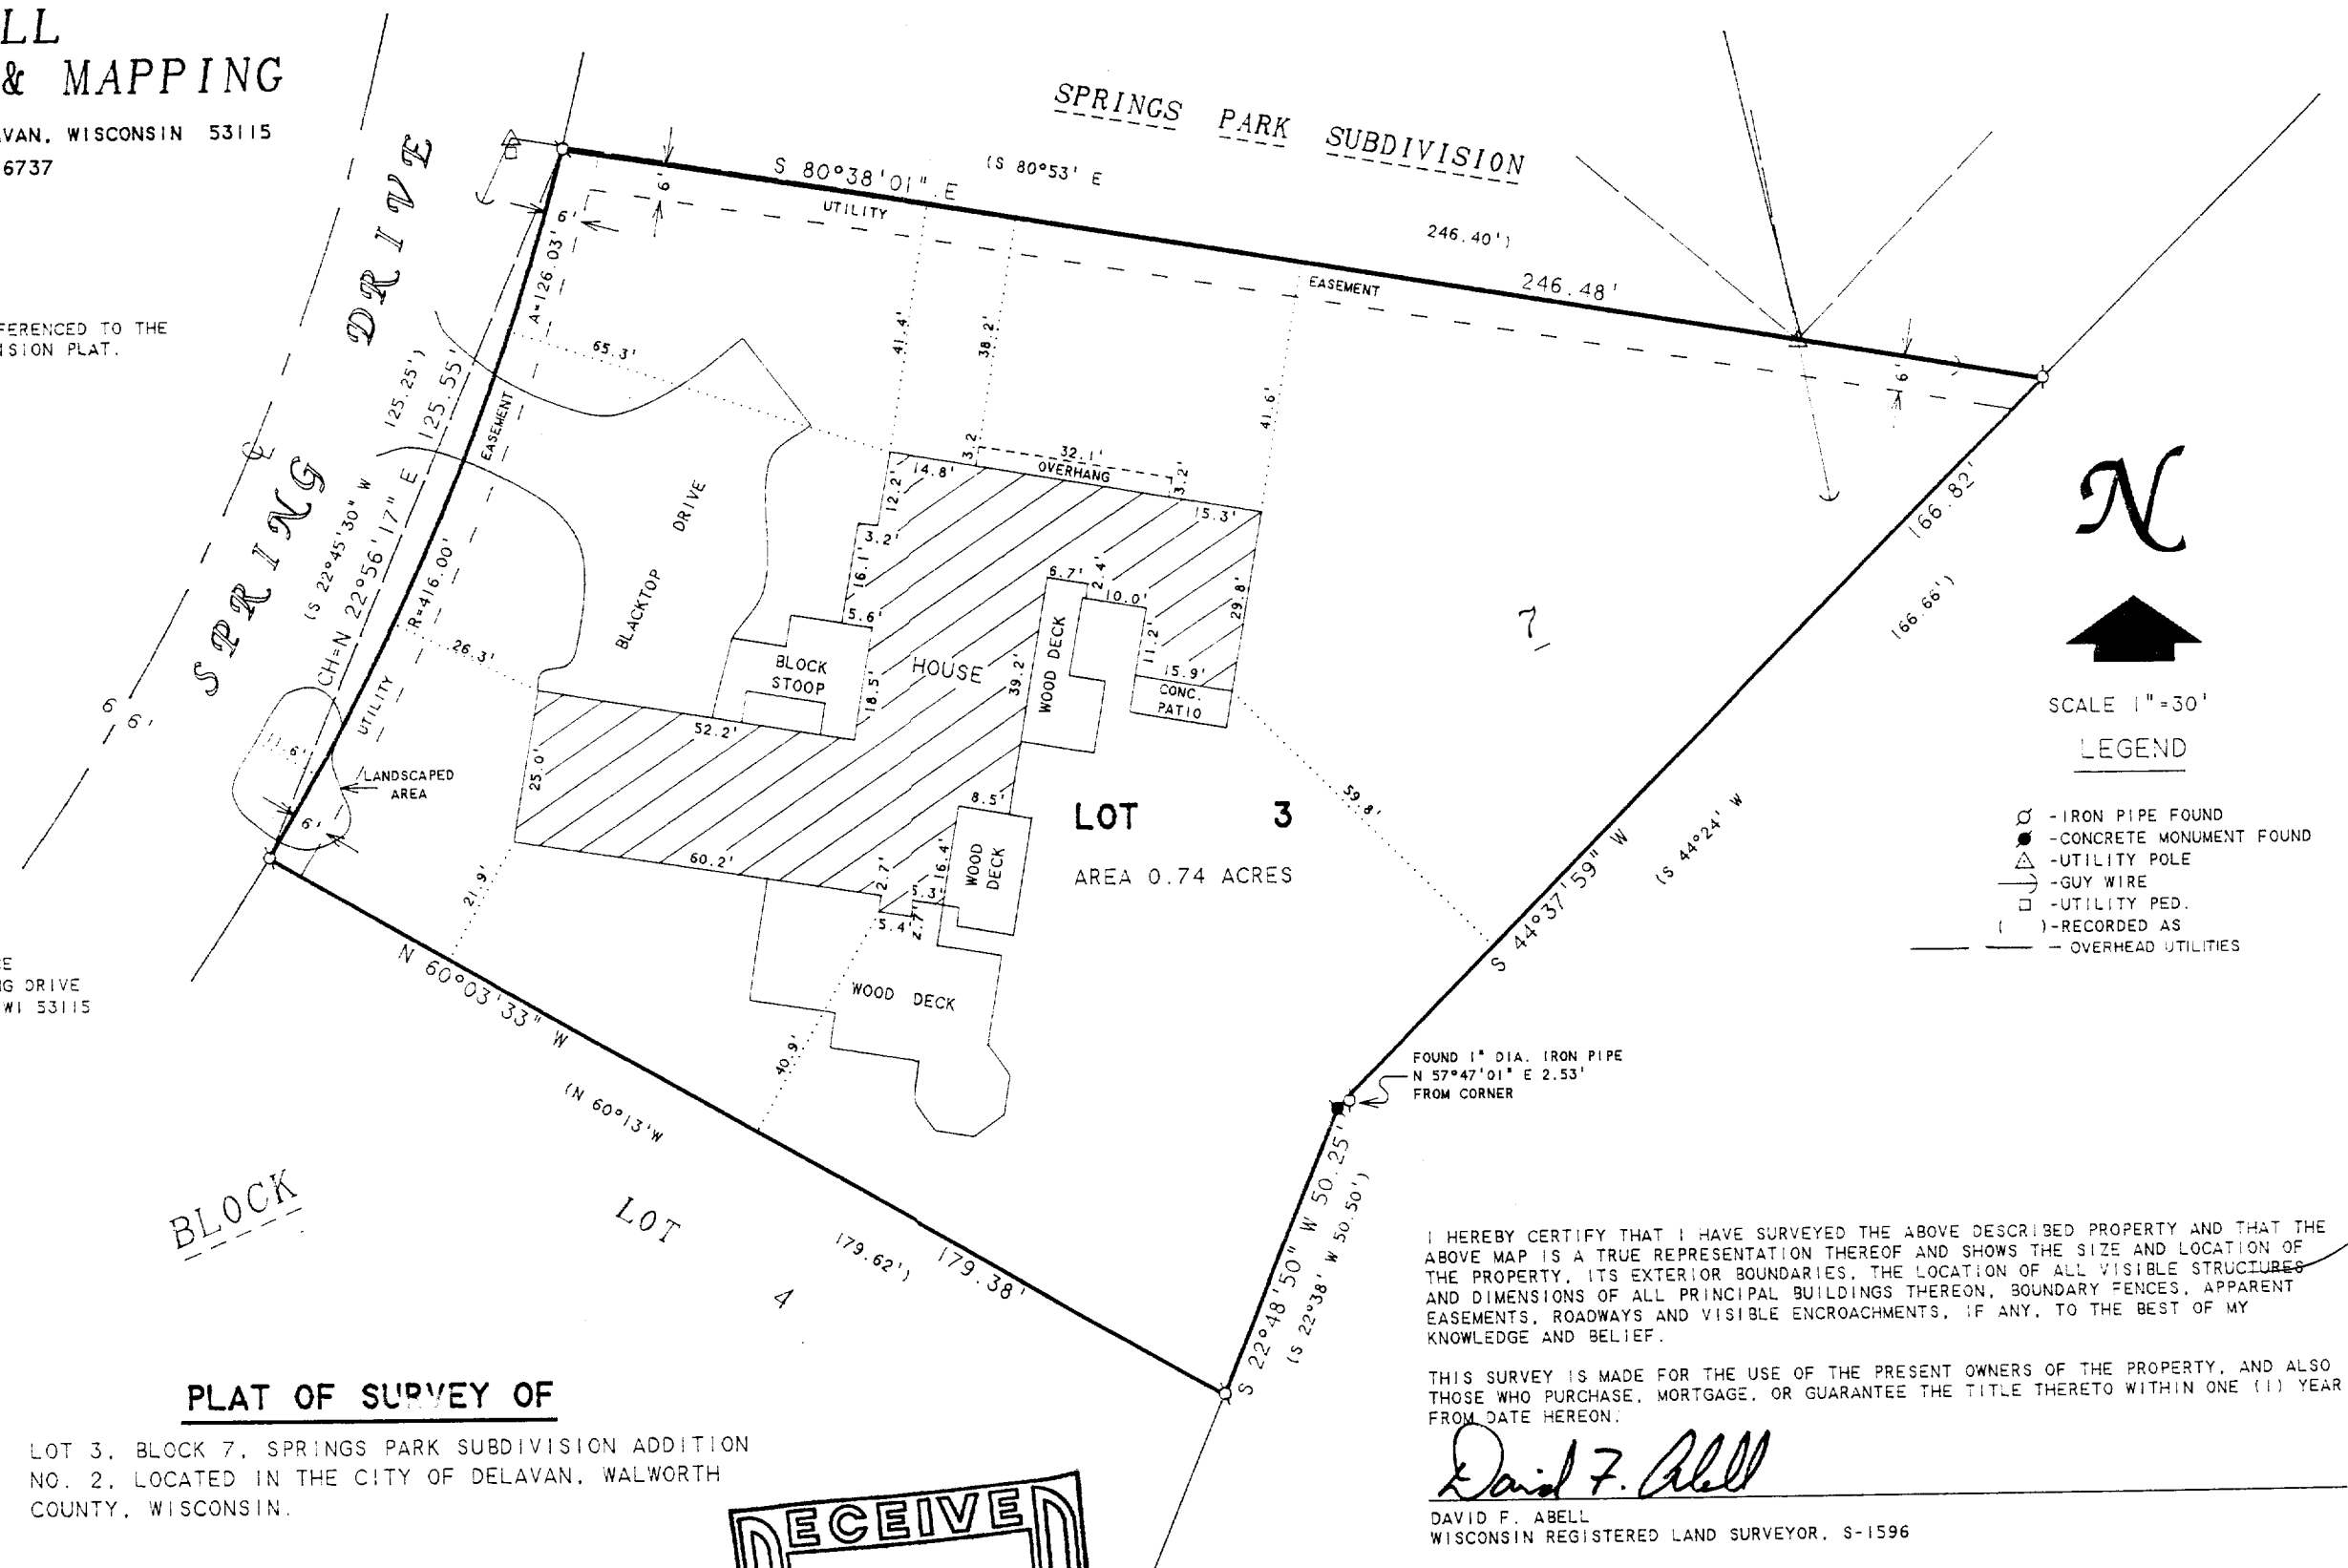 LL
& MAPPING
VAN, WISCONSIN 53115
6737
FERENCED TO THE
ISION PLAT.
SPRING DRIVE
66'
SPRINGS PARK SUBDIVISION
S 80°38'01" E
(S 80°53' E
246.40')
246.48'
UTILITY
EASEMENT
6'
6'
6'
A=126.03'
R=416.00'
125.25')
125.55'
(S 22°45'30" W
CH=N 22°56'17" E
EASEMENT
UTILITY
65.3'
41.4'
38.2'
41.6'
3.2
32.1'
OVERHANG
3.2'
14.8'
12.2'
15.3'
3.2'
16.1'
5.6'
6.7'
2.4'
10.0'
29.8'
11.2'
15.9'
CONC.
PATIO
BLACKTOP DRIVE
26.3'
BLOCK
STOOP
18.5'
HOUSE
39.2'
WOOD DECK
52.2'
25.0'
60.2'
11.6'
LANDSCAPED
AREA
6'
8.5'
16.4'
WOOD
DECK
2.7'
5.3'
5.4'
2.7'
21.9'
40.9'
WOOD DECK
59.8'
LOT 3
AREA 0.74 ACRES
7
166.82'
166.66')
S 44°37'59" W
(S 44°24' W
N
SCALE 1"=30'
LEGEND
-IRON PIPE FOUND
-CONCRETE MONUMENT FOUND
-UTILITY POLE
-GUY WIRE
-UTILITY PED.
( )-RECORDED AS
- OVERHEAD UTILITIES
CE
NG DRIVE
WI 53115
N 60°03'33" W
(N 60°13'W
179.62')
179.38'
FOUND 1" DIA. IRON PIPE
N 57°47'01" E 2.53'
FROM CORNER
S 22°48'50" W 50.25'
(S 22°38' W 50.50')
BLOCK
LOT
4
I HEREBY CERTIFY THAT I HAVE SURVEYED THE ABOVE DESCRIBED PROPERTY AND THAT THE
ABOVE MAP IS A TRUE REPRESENTATION THEREOF AND SHOWS THE SIZE AND LOCATION OF
THE PROPERTY, ITS EXTERIOR BOUNDARIES, THE LOCATION OF ALL VISIBLE STRUCTURES
AND DIMENSIONS OF ALL PRINCIPAL BUILDINGS THEREON, BOUNDARY FENCES, APPARENT
EASEMENTS, ROADWAYS AND VISIBLE ENCROACHMENTS, IF ANY, TO THE BEST OF MY
KNOWLEDGE AND BELIEF.
THIS SURVEY IS MADE FOR THE USE OF THE PRESENT OWNERS OF THE PROPERTY, AND ALSO
THOSE WHO PURCHASE, MORTGAGE, OR GUARANTEE THE TITLE THERETO WITHIN ONE (1) YEAR
FROM DATE HEREON.
David F. Abell
DAVID F. ABELL
WISCONSIN REGISTERED LAND SURVEYOR, S-1596
PLAT OF SURVEY OF
LOT 3, BLOCK 7, SPRINGS PARK SUBDIVISION ADDITION
NO. 2, LOCATED IN THE CITY OF DELAVAN, WALWORTH
COUNTY, WISCONSIN.
ECEIVE